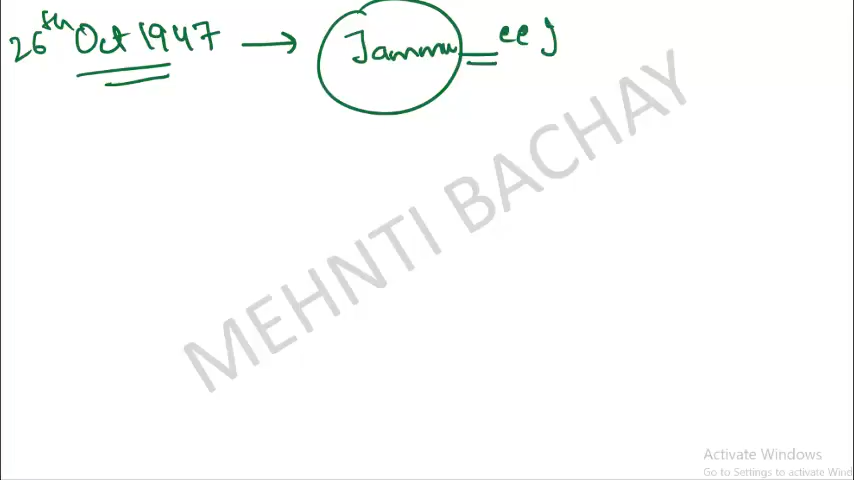 26th Oct 1947 → Jammu
MEHNTI BACHAY
Activate Windows
Go to Settings to activate Wind